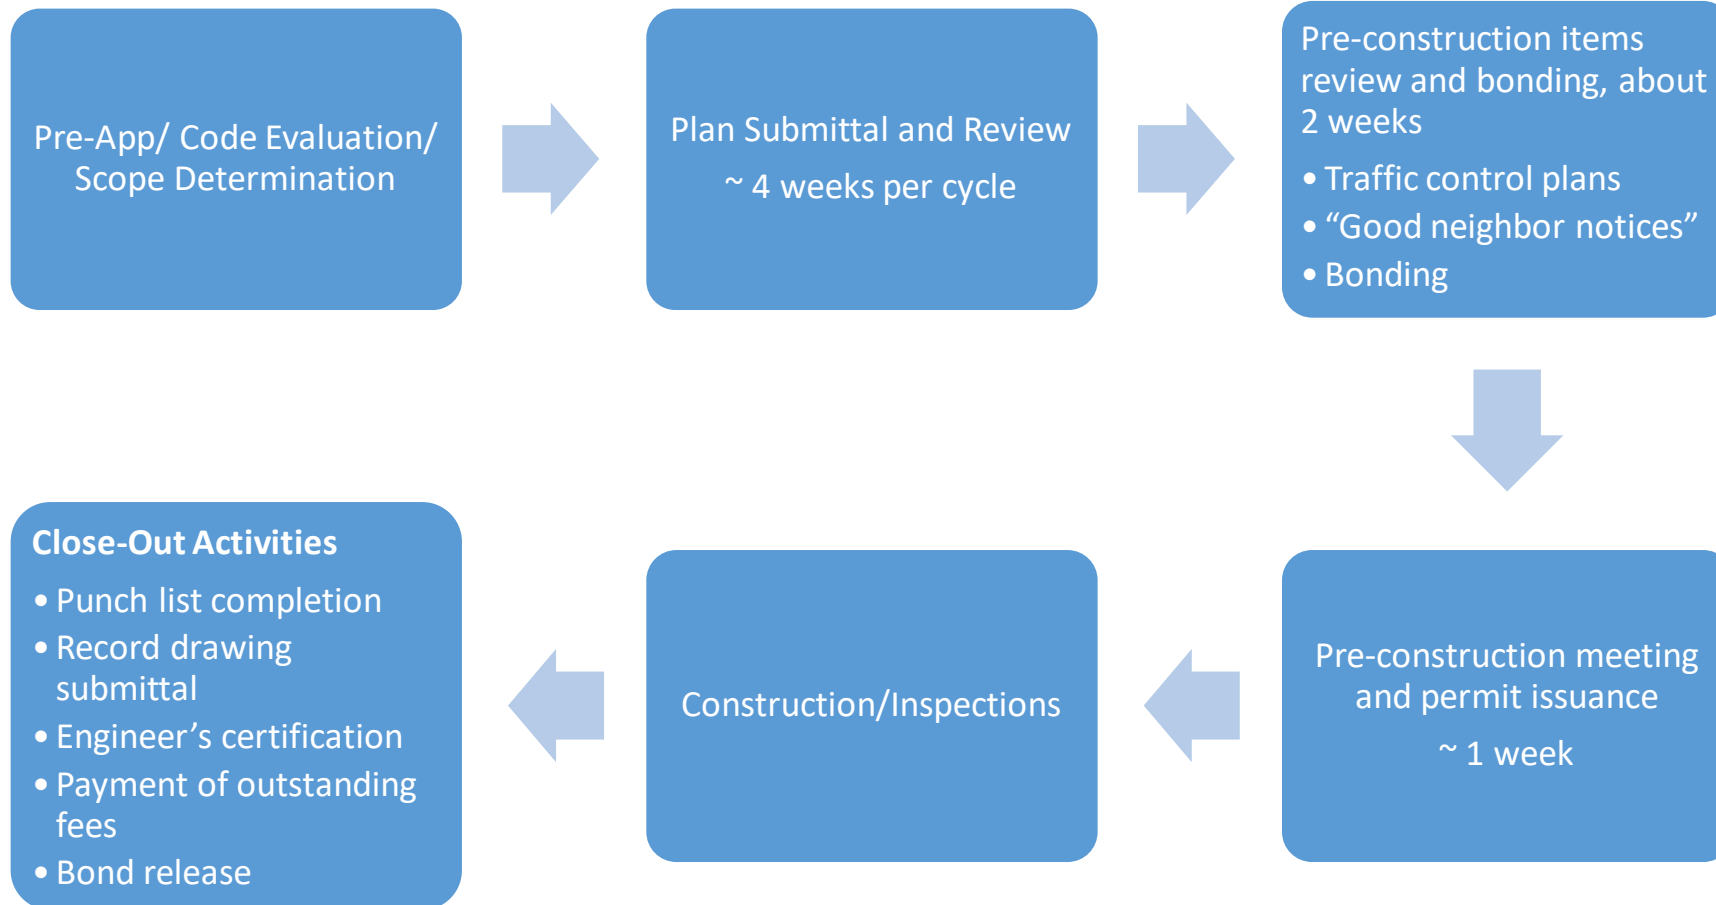 Pre-App/ Code Evaluation/
Scope Determination
Plan Submittal and Review
~ 4 weeks per cycle
Pre-construction items
review and bonding, about
2 weeks
• Traffic control plans
• “Good neighbor notices”
• Bonding
Pre-construction meeting
and permit issuance
~ 1 week
Construction/Inspections
Close-Out Activities
• Punch list completion
• Record drawing
submittal
• Engineer’s certification
• Payment of outstanding
fees
• Bond release